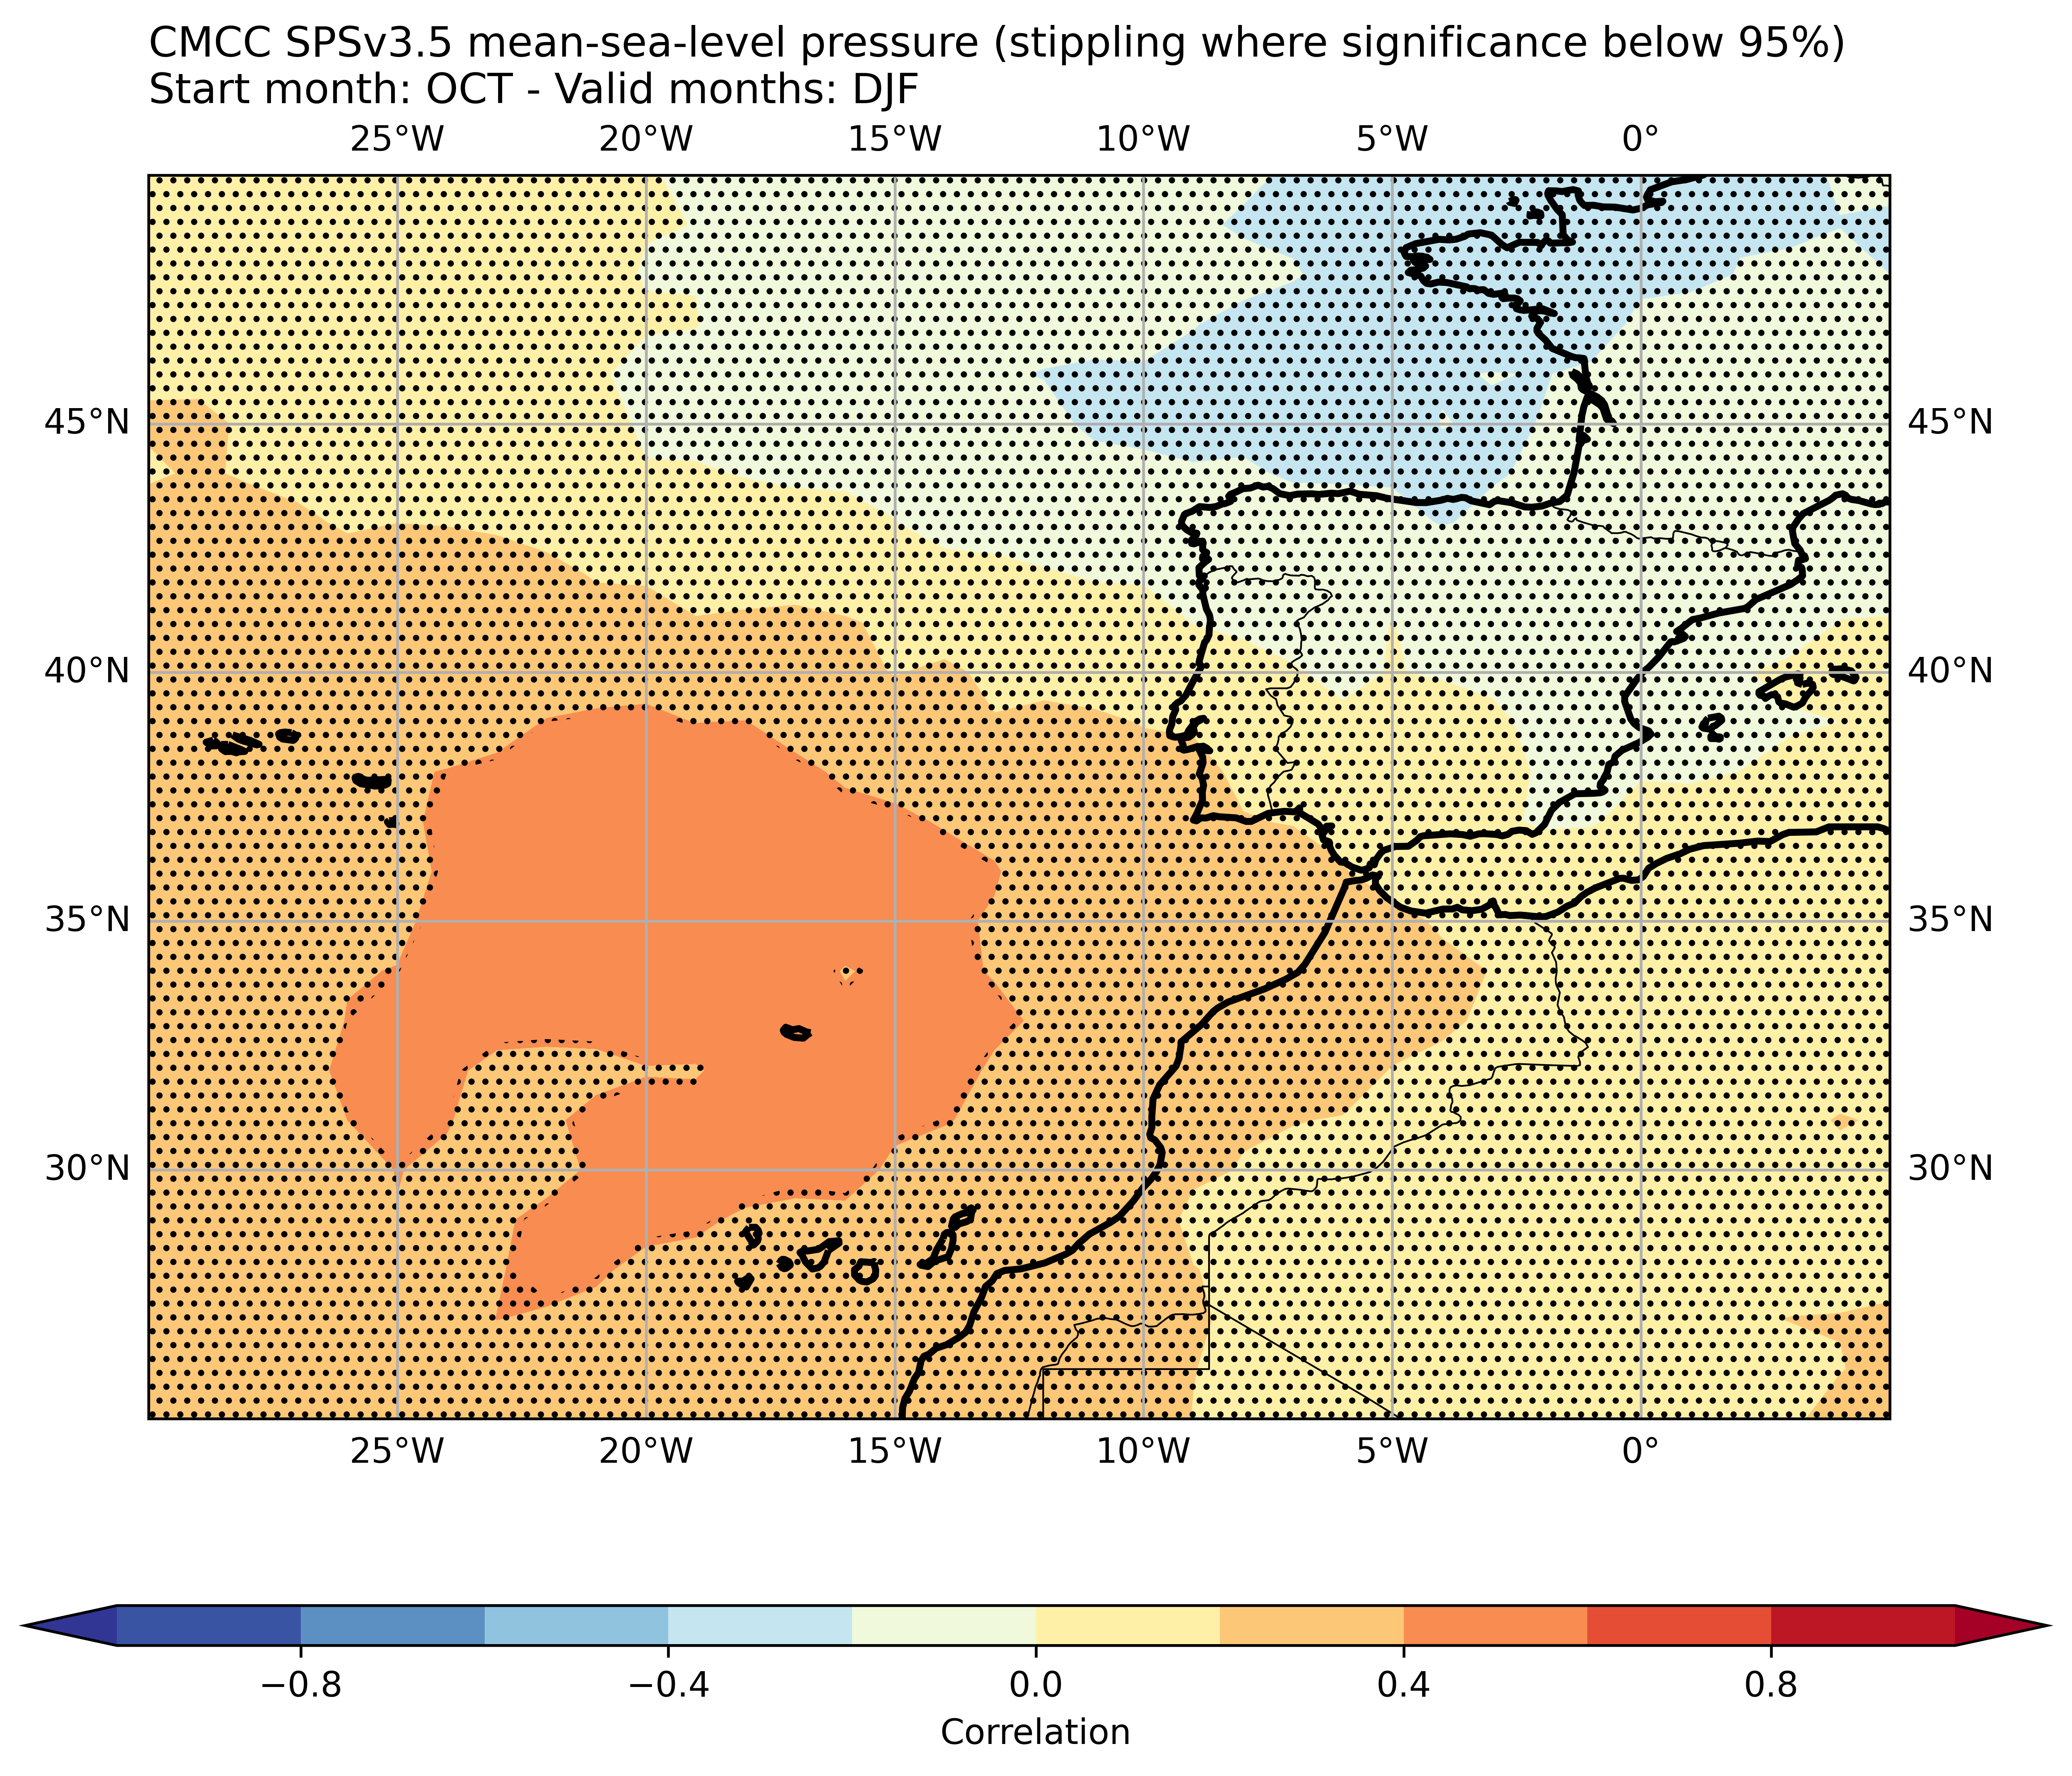 CMCC SPSv3.5 mean-sea-level pressure (stippling where significance below 95%)
Start month: OCT - Valid months: DJF
25°W 20°W 15°W 10°W 5°W 0°
45°N 45°N
40°N 40°N
35°N 35°N
30°N 30°N
25°W 20°W 15°W 10°W 5°W 0°
−0.8 −0.4 0.0 0.4 0.8
Correlation